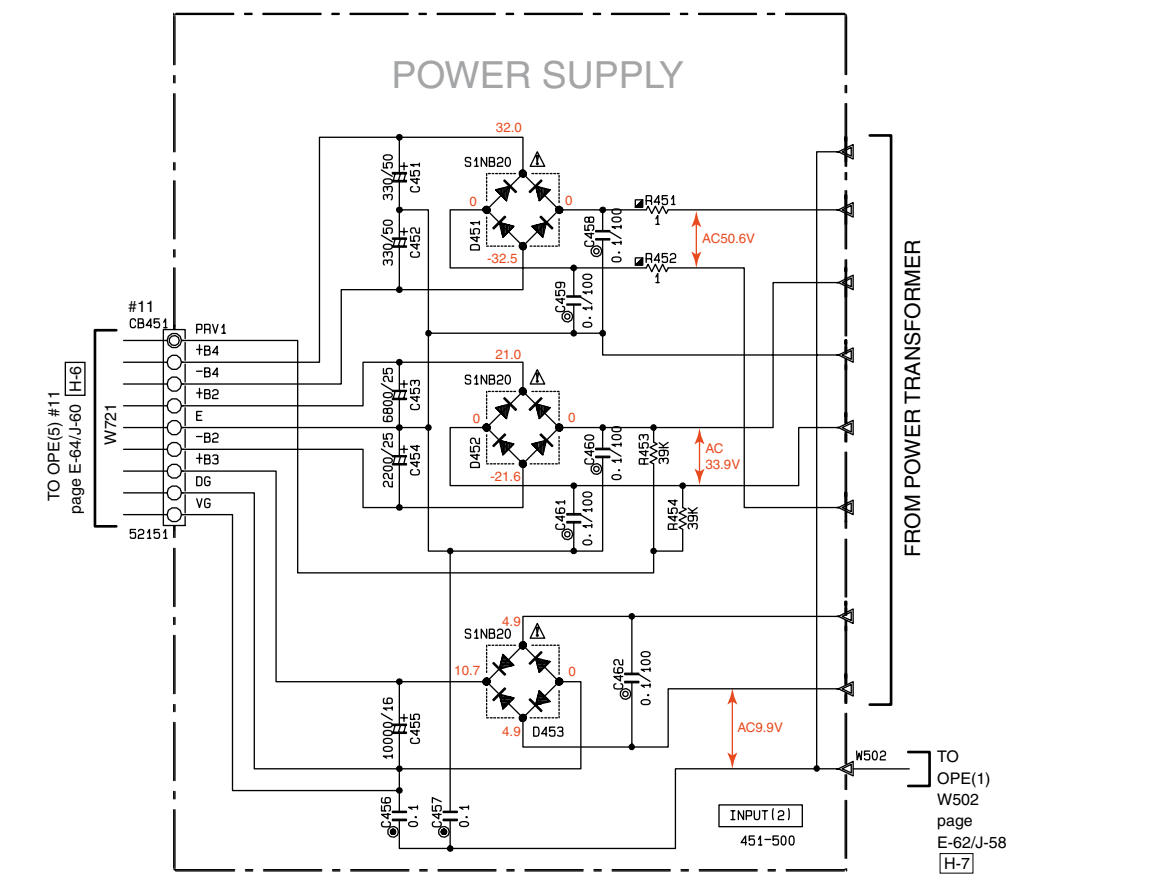 POWER SUPPLY
32.0
S1NB20
330/50
C451
0
0
R451
1
D451
C458
0.1/100
AC50.6V
330/50
C452
-32.5
R452
1
C459
0.1/100
#11
CB451
PRV1
+B4
-B4
+B2
E
-B2
+B3
DG
VG
52151
TO OPE(5) #11
page E-64/J-60 H-6
W721
21.0
S1NB20
6800/25
C453
0
0
D452
C460
0.1/100
R453
39K
AC
33.9V
2200/25
C454
-21.6
C461
0.1/100
R454
39K
FROM POWER TRANSFORMER
4.9
S1NB20
10.7
0
C462
0.1/100
4.9
D453
10000/16
C455
AC9.9V
W502
TO
OPE(1)
W502
page
E-62/J-58
H-7
C456
0.1
C457
0.1
INPUT(2)
451-500